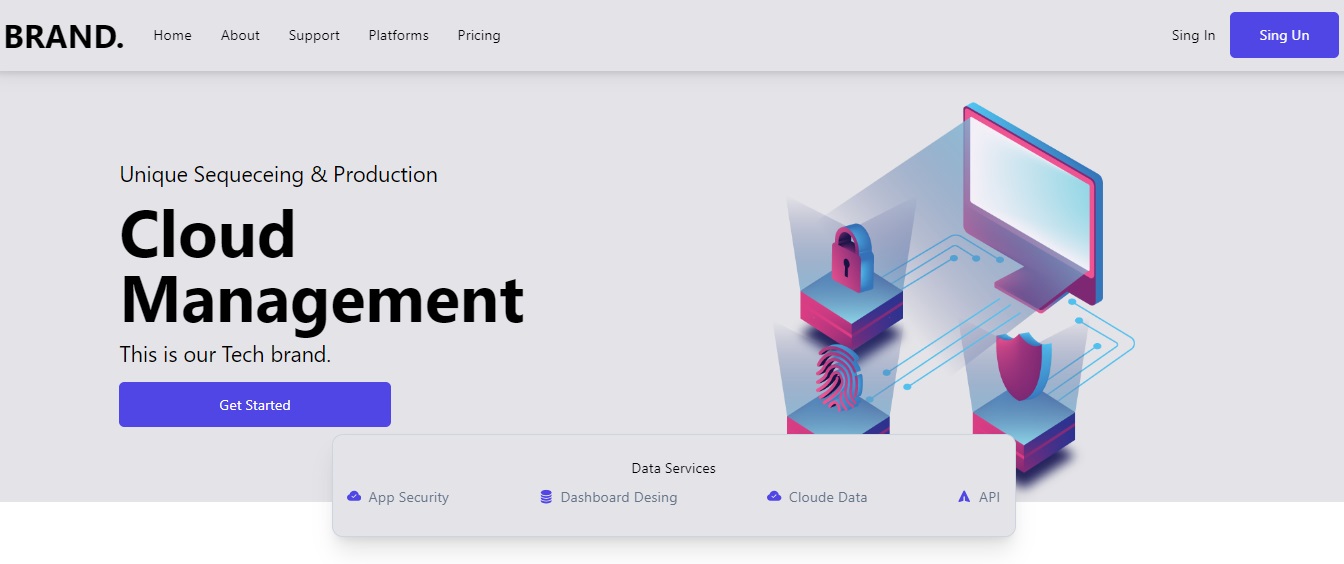 BRAND. Home About Support Platforms Pricing Sing In Sing Un
Unique Sequeceing & Production
Cloud
Management
This is our Tech brand.
Get Started
Data Services
App Security Dashboard Desing Cloude Data API